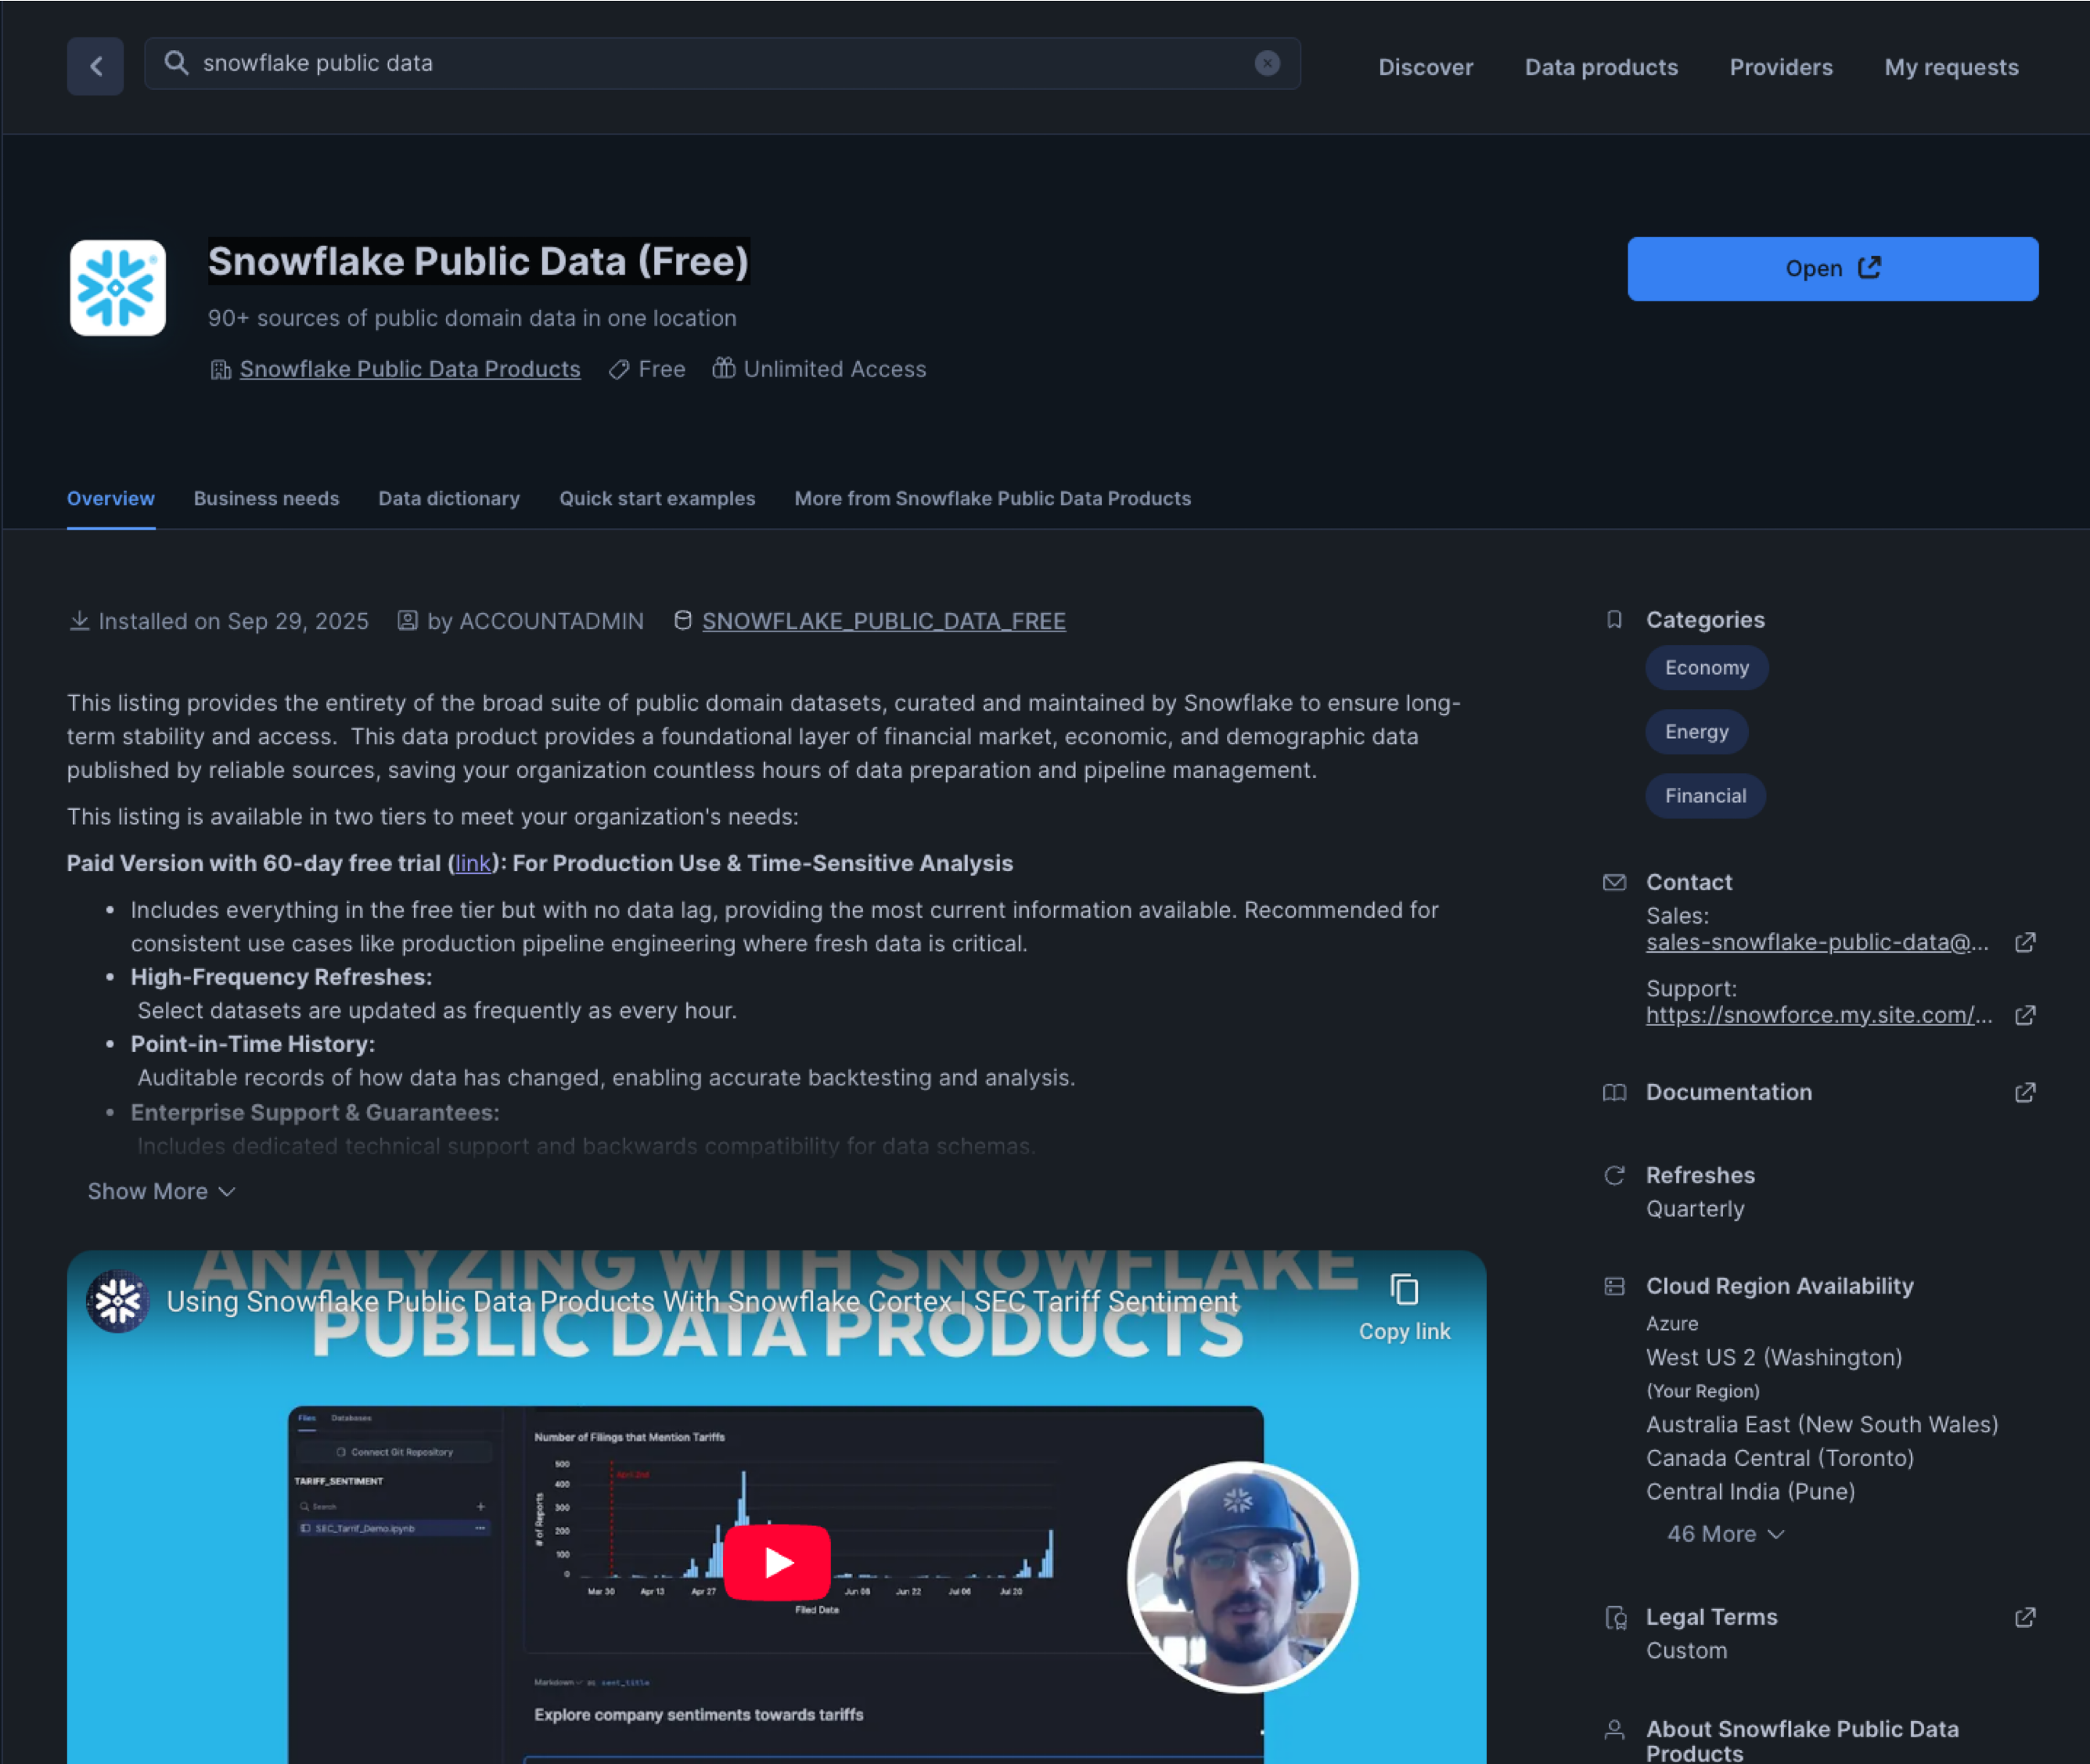 snowflake public data
Discover
Data products
Providers
My requests
Snowflake Public Data (Free)
90+ sources of public domain data in one location
Snowflake Public Data Products
Free
Unlimited Access
Open
Overview
Business needs
Data dictionary
Quick start examples
More from Snowflake Public Data Products
Installed on Sep 29, 2025
by ACCOUNTADMIN
SNOWFLAKE_PUBLIC_DATA_FREE
This listing provides the entirety of the broad suite of public domain datasets, curated and maintained by Snowflake to ensure long-
term stability and access. This data product provides a foundational layer of financial market, economic, and demographic data
published by reliable sources, saving your organization countless hours of data preparation and pipeline management.
This listing is available in two tiers to meet your organization's needs:
Paid Version with 60-day free trial (link): For Production Use & Time-Sensitive Analysis
• Includes everything in the free tier but with no data lag, providing the most current information available. Recommended for
consistent use cases like production pipeline engineering where fresh data is critical.
• High-Frequency Refreshes:
Select datasets are updated as frequently as every hour.
• Point-in-Time History:
Auditable records of how data has changed, enabling accurate backtesting and analysis.
• Enterprise Support & Guarantees:
Includes dedicated technical support and backwards compatibility for data schemas.
Show More
ANALYZING WITH SNOWFLAKE
Using Snowflake Public Data Products With Snowflake Cortex | SEC Tariff Sentiment
PUBLIC DATA PRODUCTS
Copy link
Files
Databases
Connect Git Repository
TARIFF_SENTIMENT
Search
SEC_Tarrif_Demo.ipynb
Number of Filings that Mention Tariffs
# of Reports
500
400
300
200
100
0
April 2nd
Mar 30
Apr 13
Apr 27
Jun 08
Jun 22
Jul 06
Jul 20
Filed Date
Markdown
as
sent_title
Explore company sentiments towards tariffs
Categories
Economy
Energy
Financial
Contact
Sales:
sales-snowflake-public-data@...
Support:
https://snowforce.my.site.com/...
Documentation
Refreshes
Quarterly
Cloud Region Availability
Azure
West US 2 (Washington)
(Your Region)
Australia East (New South Wales)
Canada Central (Toronto)
Central India (Pune)
46 More
Legal Terms
Custom
About Snowflake Public Data
Products